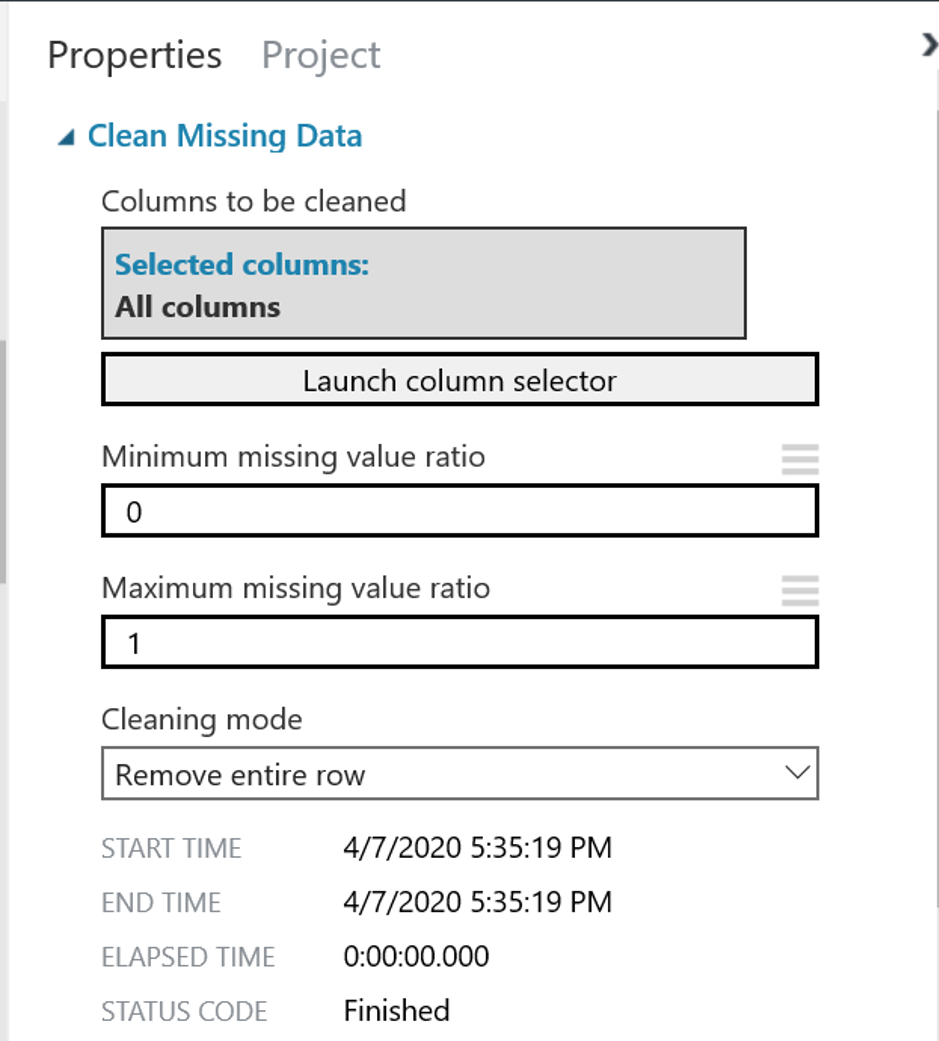 Properties Project
Clean Missing Data
Columns to be cleaned
Selected columns:
All columns
Launch column selector
Minimum missing value ratio
0
Maximum missing value ratio
1
Cleaning mode
Remove entire row
START TIME 4/7/2020 5:35:19 PM
END TIME 4/7/2020 5:35:19 PM
ELAPSED TIME 0:00:00.000
STATUS CODE Finished